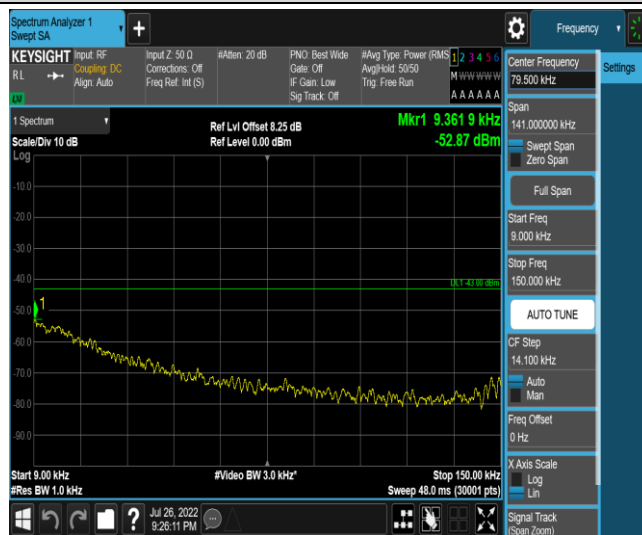 Spectrum Analyzer 1
Swept SA
+
Frequency
KEYSIGHT
RL
Input: RF
Coupling: DC
Align: Auto
Input Z: 50 Ω
Corrections: Off
Freq Ref: Int (S)
#Atten: 20 dB
PNO: Best Wide
Gate: Off
IF Gain: Low
Sig Track: Off
#Avg Type: Power (RMS
Avg|Hold: 50/50
Trig: Free Run
1 2 3 4 5 6
M W W W W W
A A A A A A
1 Spectrum
Scale/Div 10 dB
Log
Ref Lvl Offset 8.25 dB
Ref Level 0.00 dBm
Mkr1 9.361 9 kHz
-52.87 dBm
-10.0
-20.0
-30.0
-40.0
-50.0
-60.0
-70.0
-80.0
-90.0
DL1 -43.00 dBm
1
Start 9.00 kHz
#Res BW 1.0 kHz
#Video BW 3.0 kHz*
Stop 150.00 kHz
Sweep 48.0 ms (30001 pts)
?
Jul 26, 2022
9:26:11 PM
Center Frequency
79.500 kHz
Settings
Span
141.000000 kHz
Swept Span
Zero Span
Full Span
Start Freq
9.000 kHz
Stop Freq
150.000 kHz
AUTO TUNE
CF Step
14.100 kHz
Auto
Man
Freq Offset
0 Hz
X Axis Scale
Log
Lin
Signal Track
(Span Zoom)